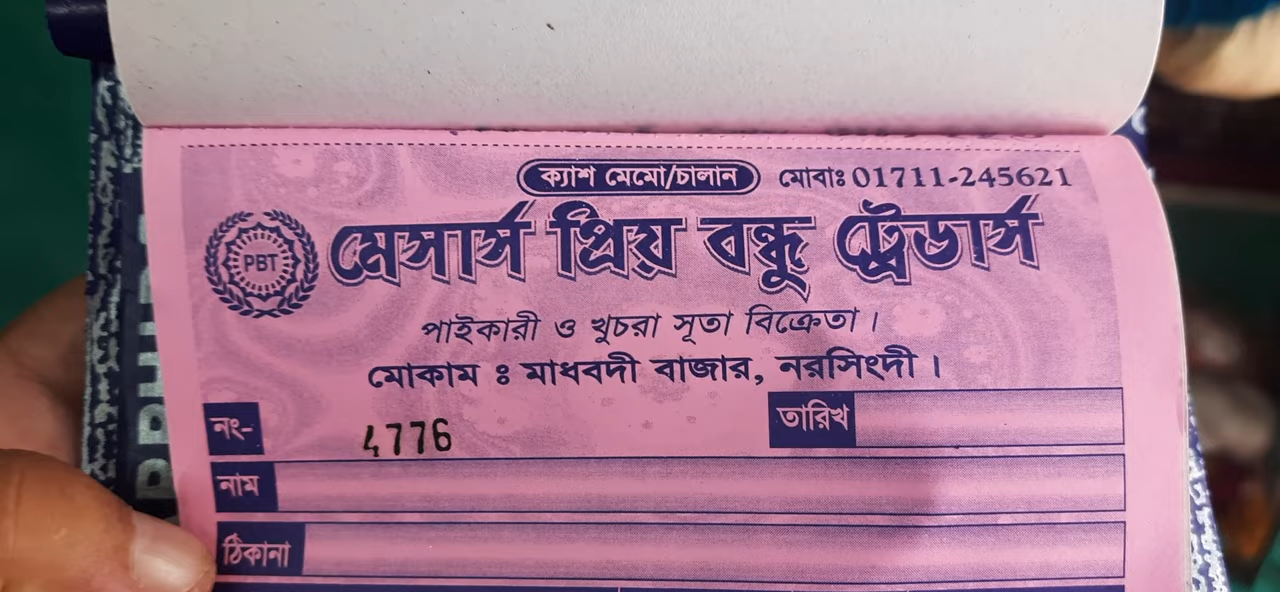 ক্যাশ মেমো/চালান মোবাঃ 01711-245621
PBT
মেসার্স প্রিয় বন্ধু ট্রেডার্স
পাইকারী ও খুচরা সূতা বিক্রেতা।
মোকাম ঃ মাধবদী বাজার, নরসিংদী।
নং- 4776 তারিখ
নাম
ঠিকানা